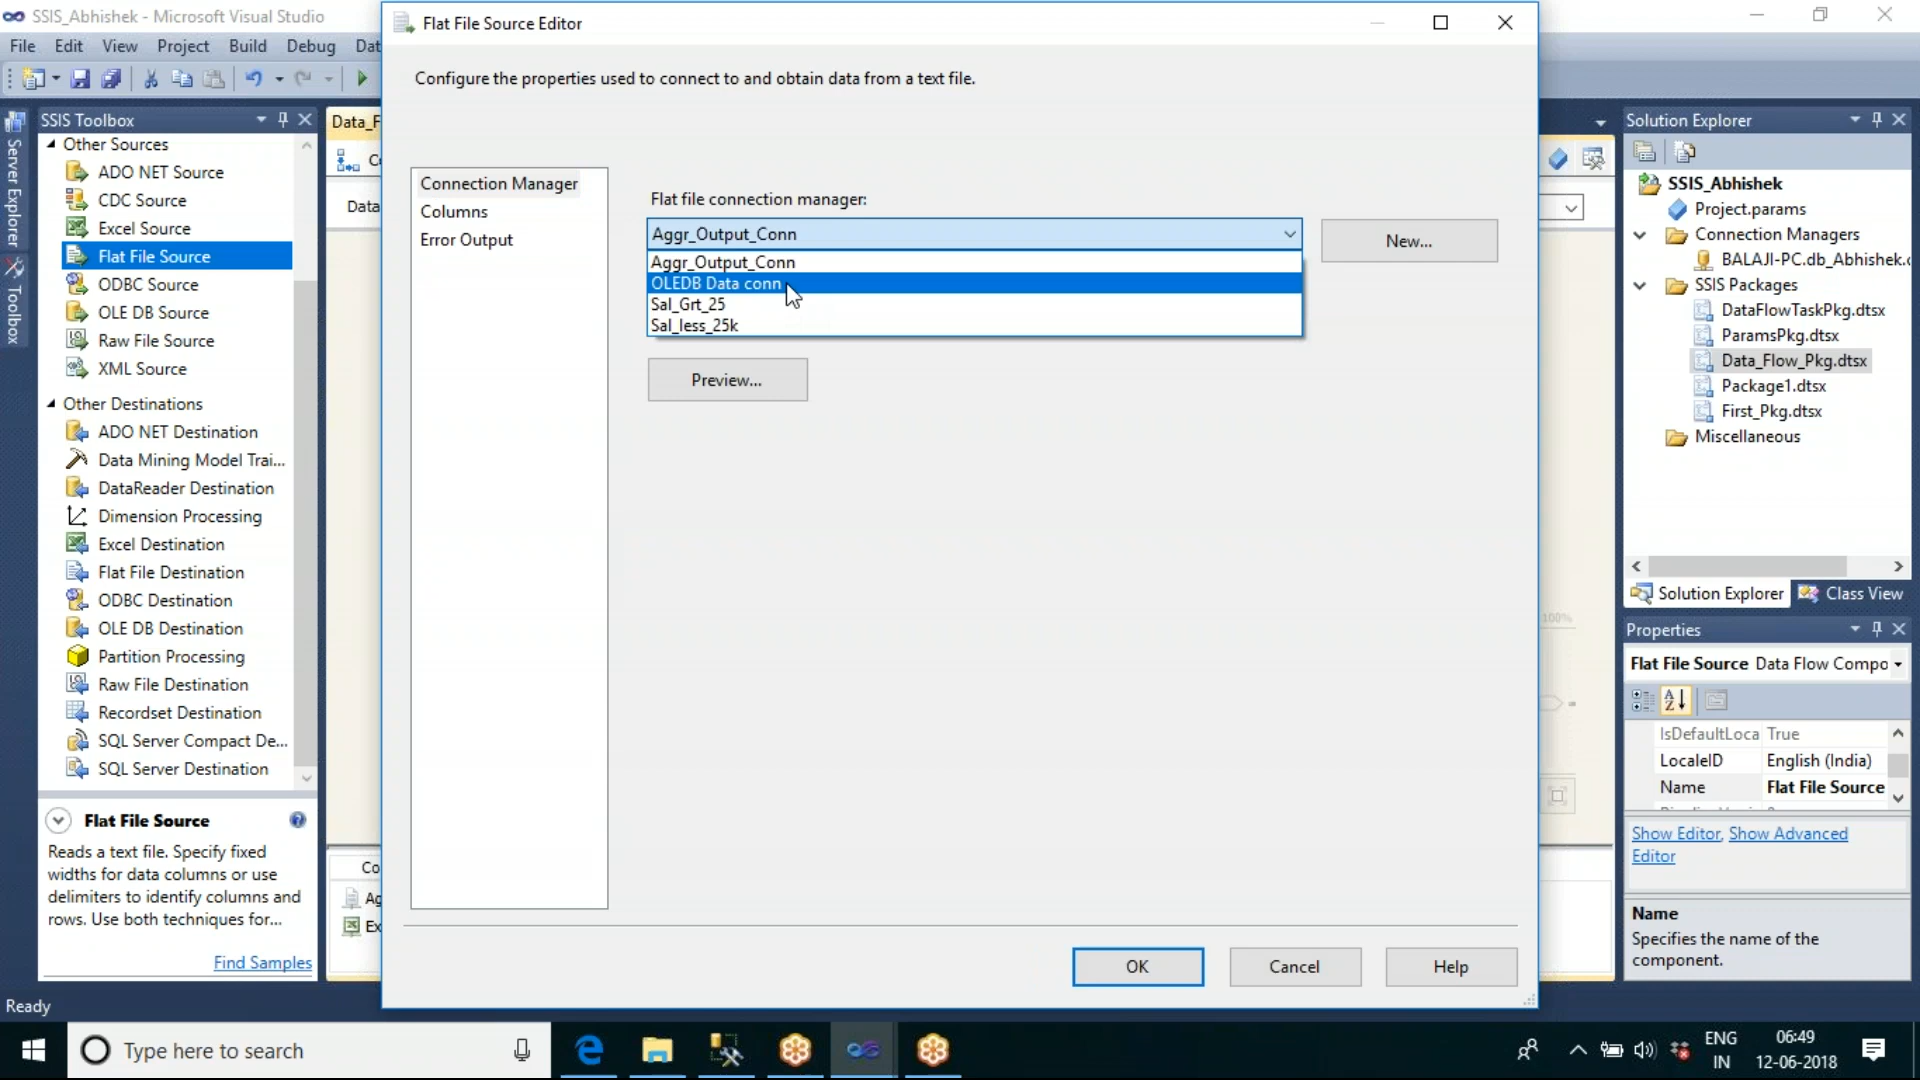 SSIS_Abhishek - Microsoft Visual Studio
File Edit View Project Build Debug Dat
Server Explorer
Toolbox
SSIS Toolbox
Other Sources
ADO NET Source
CDC Source
Excel Source
Flat File Source
ODBC Source
OLE DB Source
Raw File Source
XML Source
Other Destinations
ADO NET Destination
Data Mining Model Trai...
DataReader Destination
Dimension Processing
Excel Destination
Flat File Destination
ODBC Destination
OLE DB Destination
Partition Processing
Raw File Destination
Recordset Destination
SQL Server Compact De...
SQL Server Destination
Flat File Source
Reads a text file. Specify fixed
widths for data columns or use
delimiters to identify columns and
rows. Use both techniques for...
Find Samples
Ready
Data_F
Data
Co
Ag
Ex
Flat File Source Editor
Configure the properties used to connect to and obtain data from a text file.
Connection Manager
Columns
Error Output
Flat file connection manager:
Aggr_Output_Conn
New...
Aggr_Output_Conn
OLEDB Data conn
Sal_Grt_25
Sal_less_25k
Preview...
OK Cancel Help
100%
Solution Explorer
SSIS_Abhishek
Project.params
Connection Managers
BALAJI-PC.db_Abhishek.c
SSIS Packages
DataFlowTaskPkg.dtsx
ParamsPkg.dtsx
Data_Flow_Pkg.dtsx
Package1.dtsx
First_Pkg.dtsx
Miscellaneous
Solution Explorer Class View
Properties
Flat File Source Data Flow Compo
IsDefaultLoca True
LocaleID English (India)
Name Flat File Source
Show Editor, Show Advanced
Editor
Name
Specifies the name of the
component.
Type here to search
ENG
IN
06:49
12-06-2018